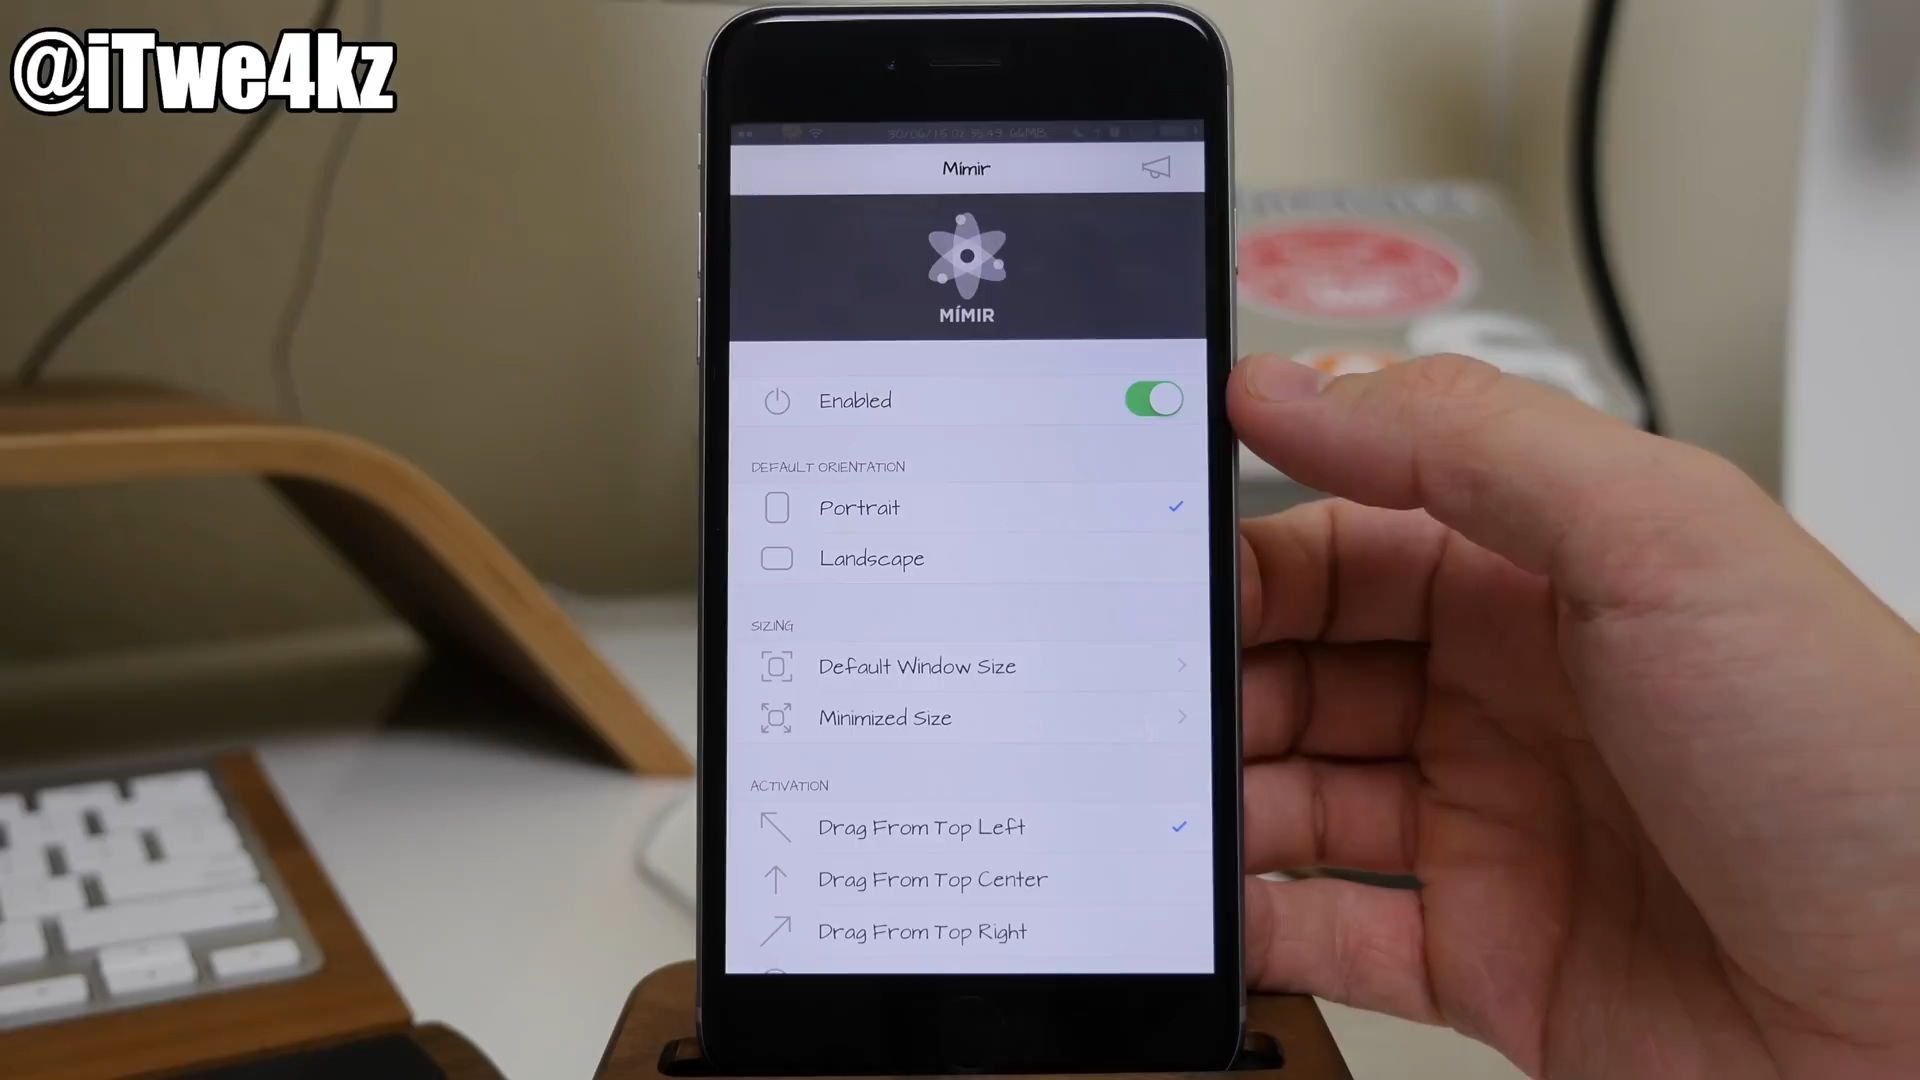 @iTwe4kz
Mímir
MÍMIR
Enabled
DEFAULT ORIENTATION
Portrait
Landscape
SIZING
Default Window Size
Minimized Size
ACTIVATION
Drag From Top Left
Drag From Top Center
Drag From Top Right